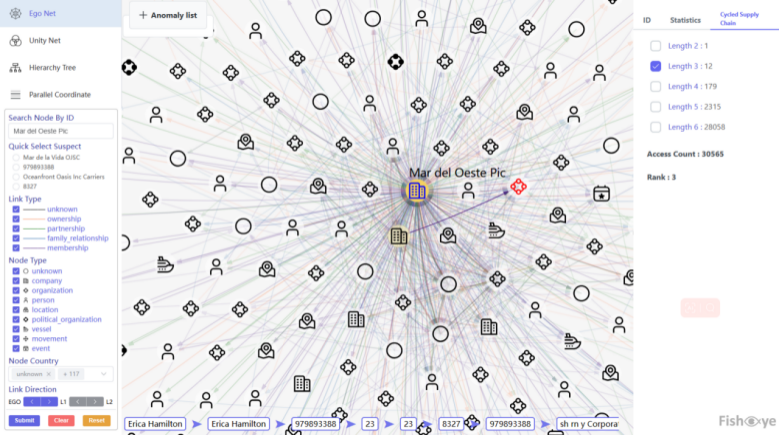 Ego Net
Unity Net
Hierarchy Tree
Parallel Coordinate
Search Node By ID
Mar del Oeste Pic
Quick Select Suspect
Mar de la Vida OJSC
979893388
Oceanfront Oasis Inc Carriers
8327
Link Type
unknown
ownership
partnership
family_relationship
membership
Node Type
unknown
company
organization
person
location
political_organization
vessel
movement
event
Node Country
unkeown ×
+ 117
Link Direction
EGO < > L1 < > L2
Submit Clear Reset
+ Anomaly list
Mar del Oeste Pic
Erica Hamilton
Erica Hamilton
979893388
23
23
8327
979893388
sh m y Corpora
ID
Statistics
Cycled Supply
Chain
Length 2 : 1
Length 3 : 12
Length 4 : 179
Length 5 : 2315
Length 6 : 28058
Access Count : 30565
Rank : 3
Fisheye